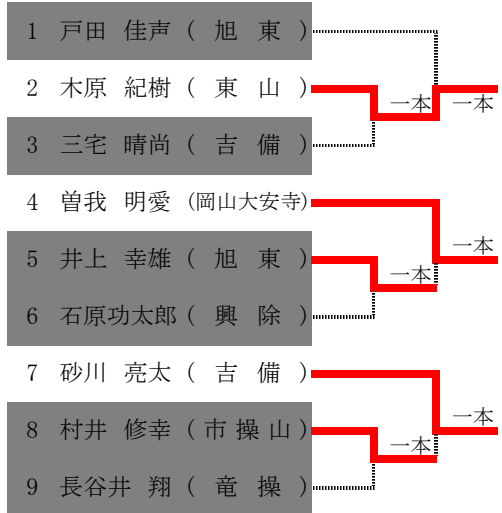 1 戸田 佳声 ( 旭 東 )
2 木原 紀樹 ( 東 山 )
一本 一本
3 三宅 晴尚 ( 吉 備 )
4 曽我 明愛 (岡山大安寺)
一本
5 井上 幸雄 ( 旭 東 )
一本
6 石原功太郎 ( 興 除 )
7 砂川 亮太 ( 吉 備 )
一本
8 村井 修幸 ( 市 操 山 )
一本
9 長谷井 翔 ( 竜 操 )